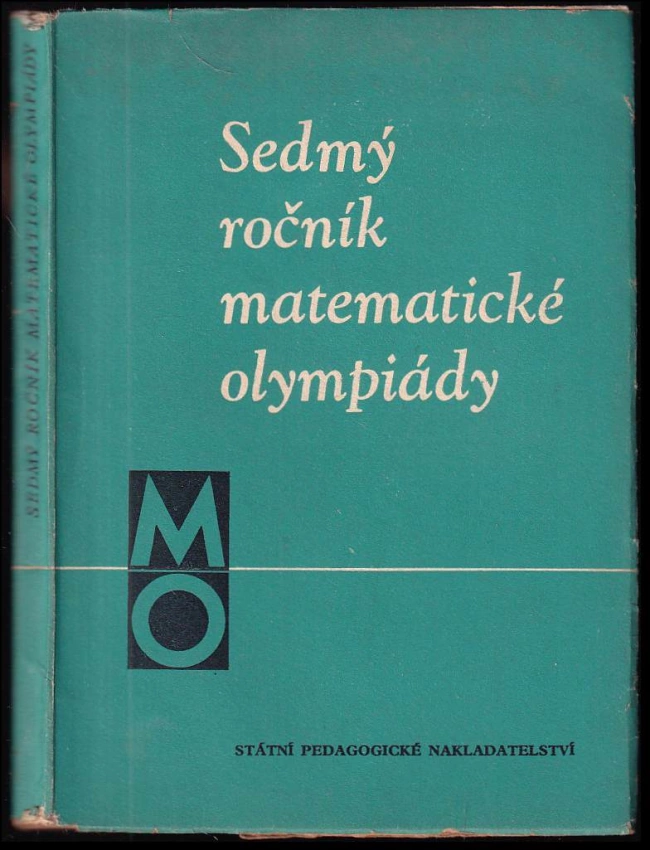 SEDMÝ ROČNÍK MATEMATICKÉ OLYMPIÁDY
Sedmý
ročník
matematické
olympiády
M
O
STÁTNÍ PEDAGOGICKÉ NAKLADATELSTVÍ